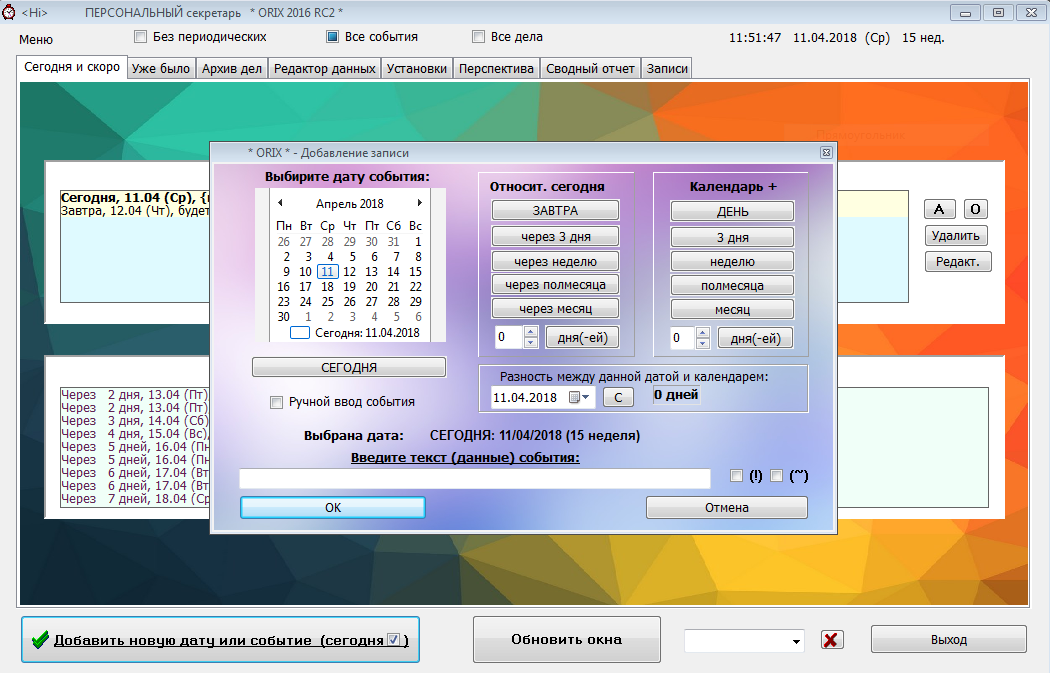 <Hi> ПЕРСОНАЛЬНЫЙ секретарь * ORIX 2016 RC2 *
Меню Без периодических Все события Все дела 11:51:47 11.04.2018 (Ср) 15 нед.
Сегодня и скоро Уже было Архив дел Редактор данных Установки Перспектива Сводный отчет Записи
* ORIX * - Добавление записи
Сегодня, 11.04 (Ср),
Завтра, 12.04 (Чт), будет
А О
Удалить
Редакт.
Выбирите дату события:
Апрель 2018
Пн Вт Ср Чт Пт Сб Вс
26 27 28 29 30 31 1
2 3 4 5 6 7 8
9 10 11 12 13 14 15
16 17 18 19 20 21 22
23 24 25 26 27 28 29
30 1 2 3 4 5 6
Сегодня: 11.04.2018
СЕГОДНЯ
Ручной ввод события
Относит. сегодня
ЗАВТРА
через 3 дня
через неделю
через полмесяца
через месяц
0 дня(-ей)
Календарь +
ДЕНЬ
3 дня
неделю
полмесяца
месяц
0 дня(-ей)
Разность между данной датой и календарем:
11.04.2018 С 0 дней
Выбрана дата: СЕГОДНЯ: 11/04/2018 (15 неделя)
Введите текст (данные) события:
(!) (~)
OK Отмена
Через 2 дня, 13.04 (Пт)
Через 2 дня, 13.04 (Пт)
Через 3 дня, 14.04 (Сб)
Через 4 дня, 15.04 (Вс),
Через 5 дней, 16.04 (Пн
Через 5 дней, 16.04 (Пн
Через 6 дней, 17.04 (Вт
Через 6 дней, 17.04 (Вт
Через 7 дней, 18.04 (Ср
Добавить новую дату или событие (сегодня )
Обновить окна
Выход